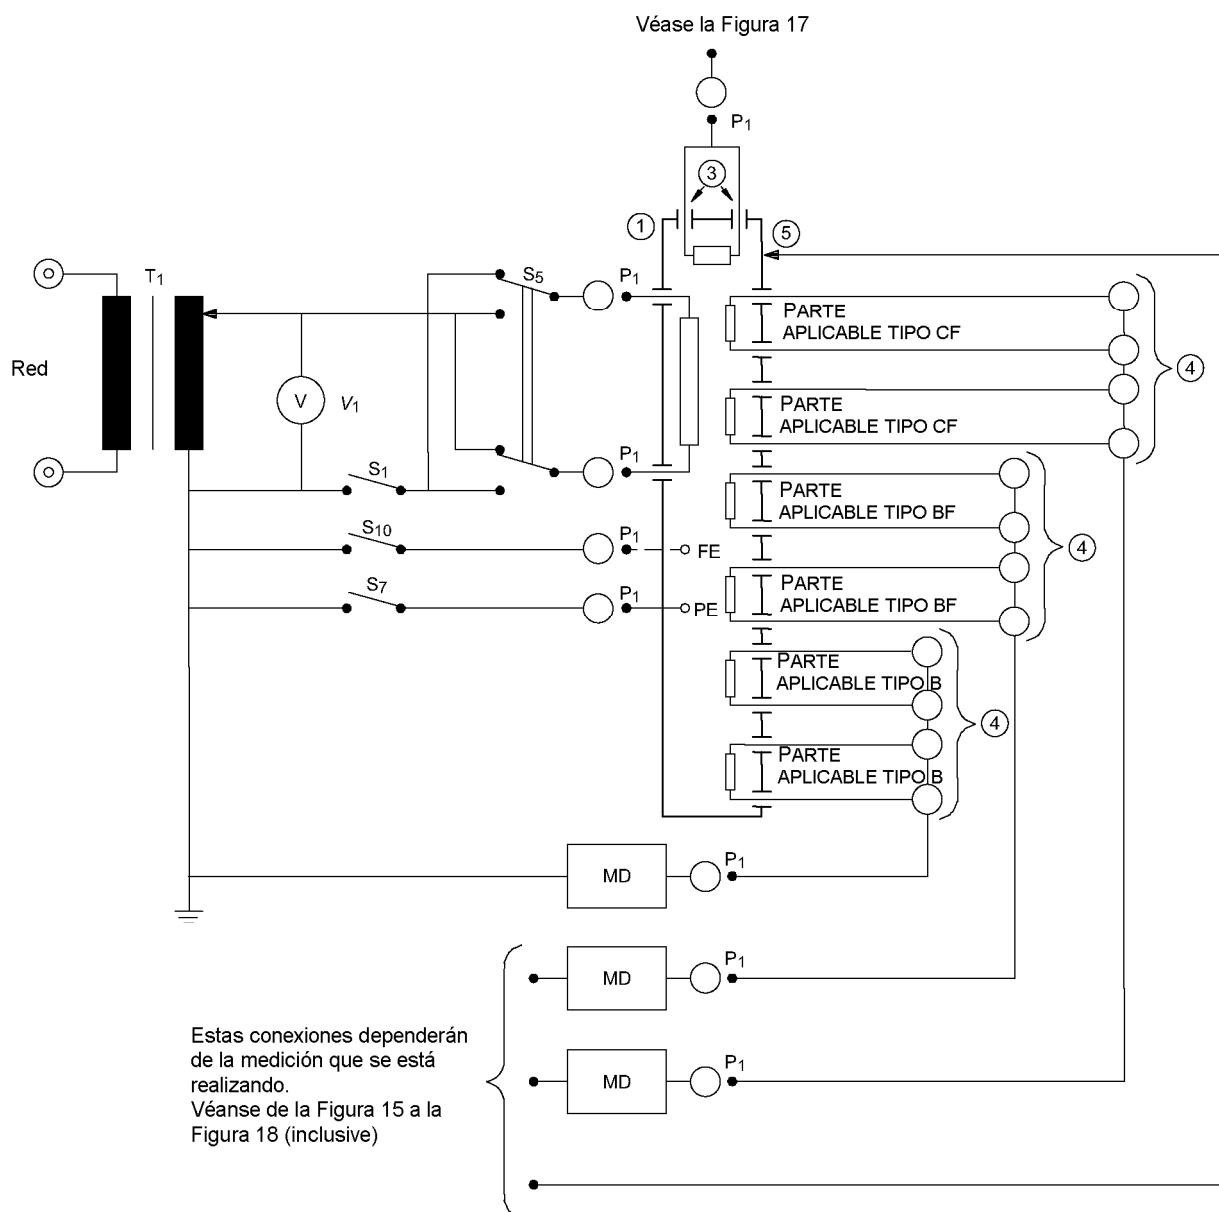 Véase la Figura 17
P1
3
1
5
T1
S5
P1
4
PARTE
APLICABLE TIPO CF
Red
V
V1
PARTE
APLICABLE TIPO CF
P1
S1
PARTE
APLICABLE TIPO BF
4
S10
P1
FE
S7
P1
PE
PARTE
APLICABLE TIPO BF
PARTE
APLICABLE TIPO B
4
PARTE
APLICABLE TIPO B
MD
P1
MD
P1
Estas conexiones dependerán
de la medición que se está
realizando.
Véanse de la Figura 15 a la
Figura 18 (inclusive)
MD
P1